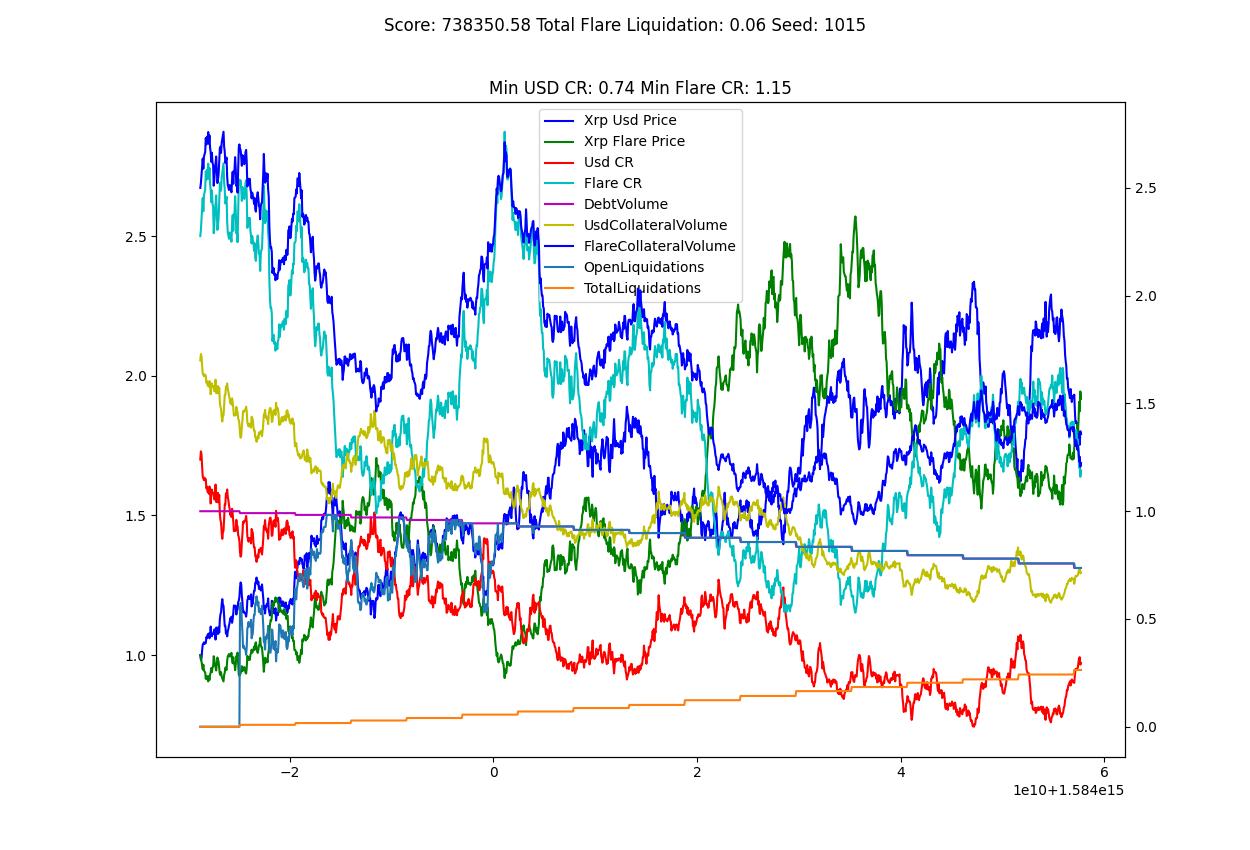 Score: 738350.58 Total Flare Liquidation: 0.06 Seed: 1015
Min USD CR: 0.74 Min Flare CR: 1.15
Xrp Usd Price
Xrp Flare Price
Usd CR
Flare CR
DebtVolume
UsdCollateralVolume
FlareCollateralVolume
OpenLiquidations
TotalLiquidations
2.5
2.0
1.5
1.0
2.5
2.0
1.5
1.0
0.5
0.0
−2
0
2
4
6
1e10+1.584e15